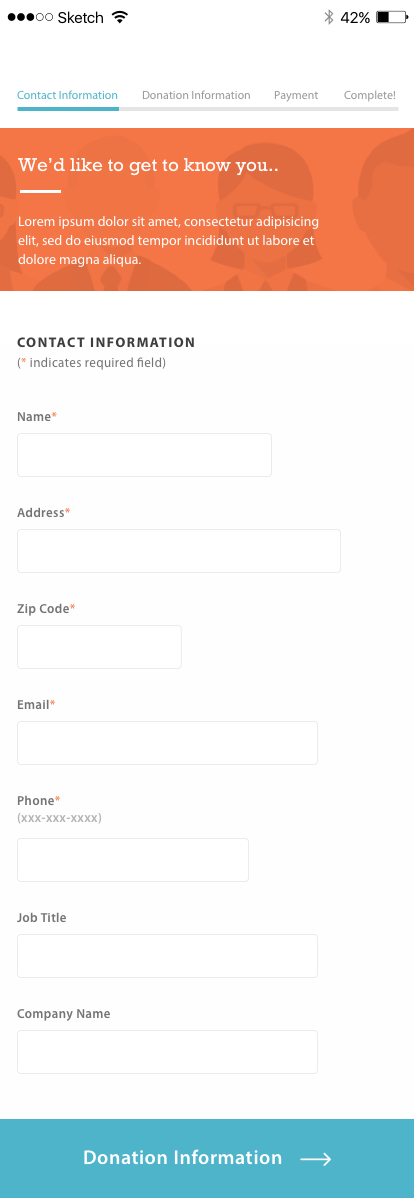 Sketch 42%
Contact Information Donation Information Payment Complete!
We’d like to get to know you..
Lorem ipsum dolor sit amet, consectetur adipisicing
elit, sed do eiusmod tempor incididunt ut labore et
dolore magna aliqua.
CONTACT INFORMATION
(* indicates required field)
Name*
Address*
Zip Code*
Email*
Phone*
(xxx-xxx-xxxx)
Job Title
Company Name
Donation Information